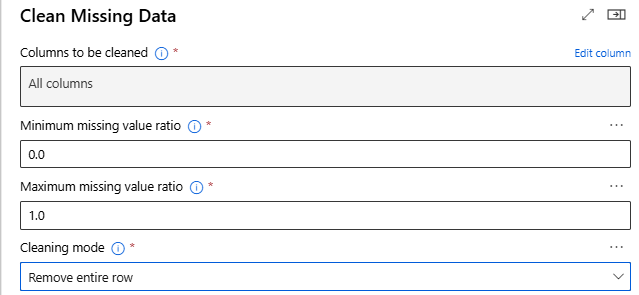 Clean Missing Data
Columns to be cleaned ⓘ * Edit column
All columns
Minimum missing value ratio ⓘ * ...
0.0
Maximum missing value ratio ⓘ * ...
1.0
Cleaning mode ⓘ * ...
Remove entire row